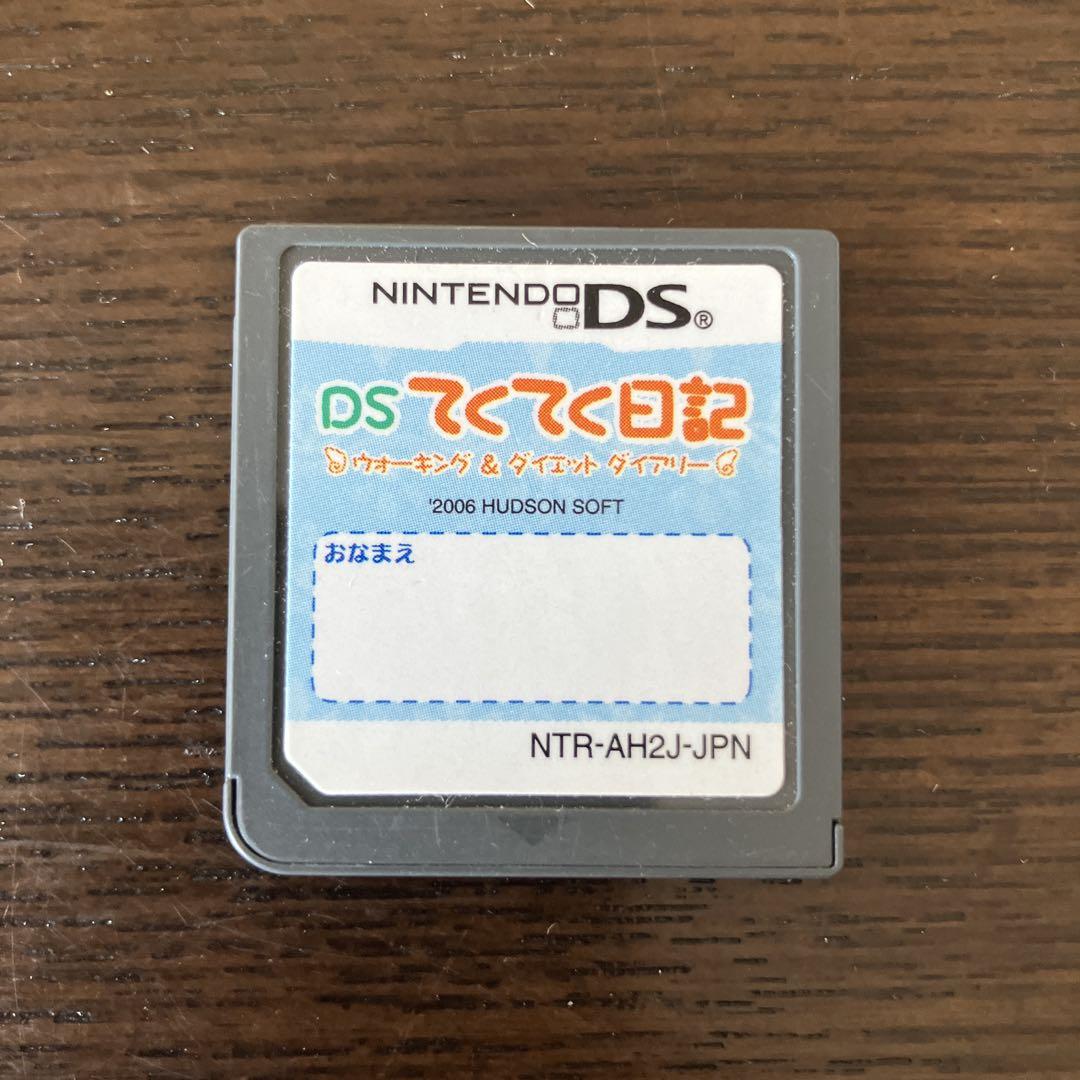 NINTENDO DS®
DS てくてく日記
ウォーキング & ダイエット ダイアリー
'2006 HUDSON SOFT
おなまえ
NTR-AH2J-JPN